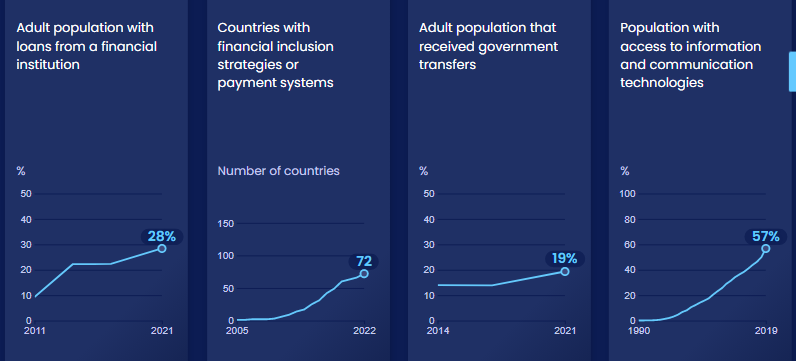 Adult population with
loans from a financial
institution
%
50
40
30
20
10
0
28%
2011
2021
Countries with
financial inclusion
strategies or
payment systems
Number of countries
150
100
50
0
72
2005
2022
Adult population that
received government
transfers
%
50
40
30
20
10
0
19%
2014
2021
Population with
access to information
and communication
technologies
%
100
80
60
40
20
0
57%
1990
2019